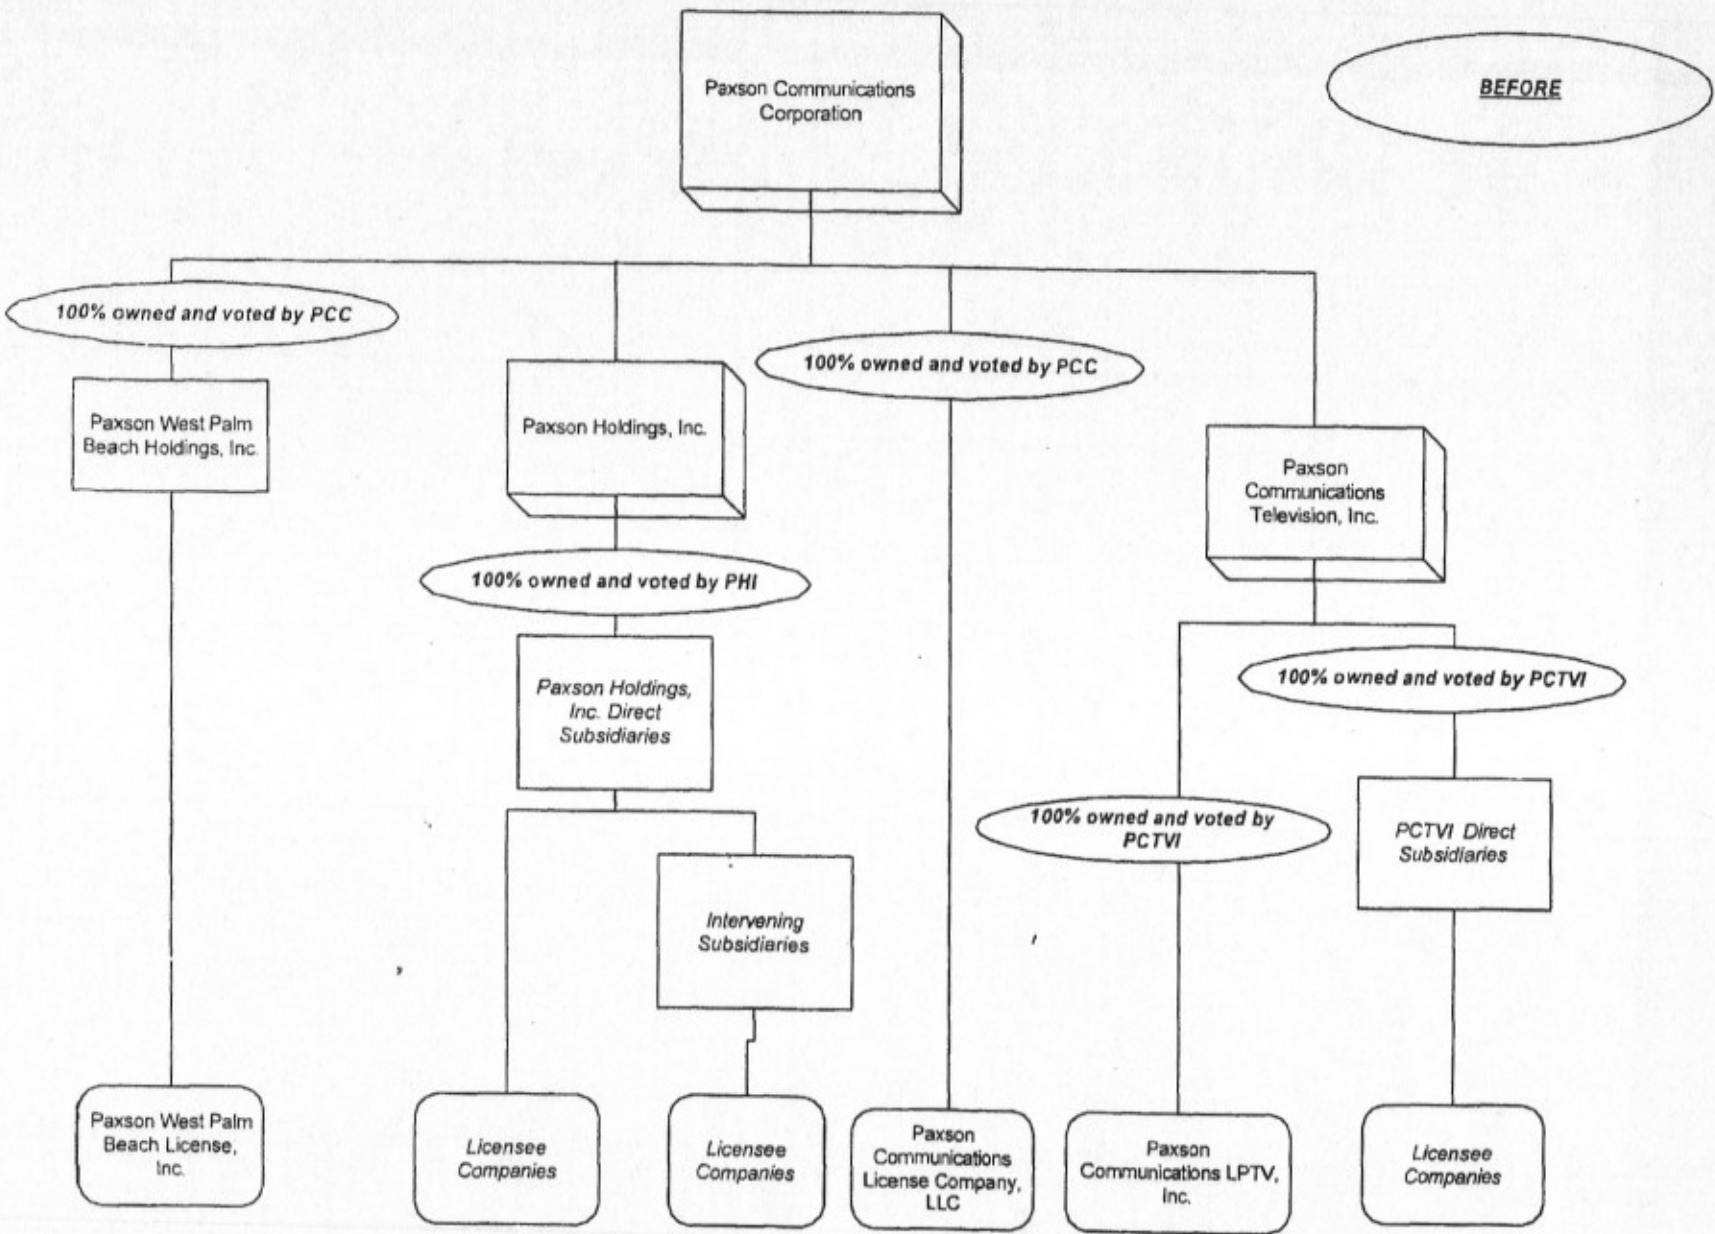 Paxson Communications
Corporation
BEFORE
100% owned and voted by PCC
100% owned and voted by PCC
Paxson West Palm
Beach Holdings, Inc.
Paxson Holdings, Inc.
Paxson
Communications
Television, Inc.
100% owned and voted by PHI
100% owned and voted by PCTVI
Paxson Holdings,
Inc. Direct
Subsidiaries
100% owned and voted by
PCTVI
PCTVI Direct
Subsidiaries
Intervening
Subsidiaries
Paxson West Palm
Beach License,
Inc.
Licensee
Companies
Licensee
Companies
Paxson
Communications
License Company,
LLC
Paxson
Communications LPTV,
Inc.
Licensee
Companies